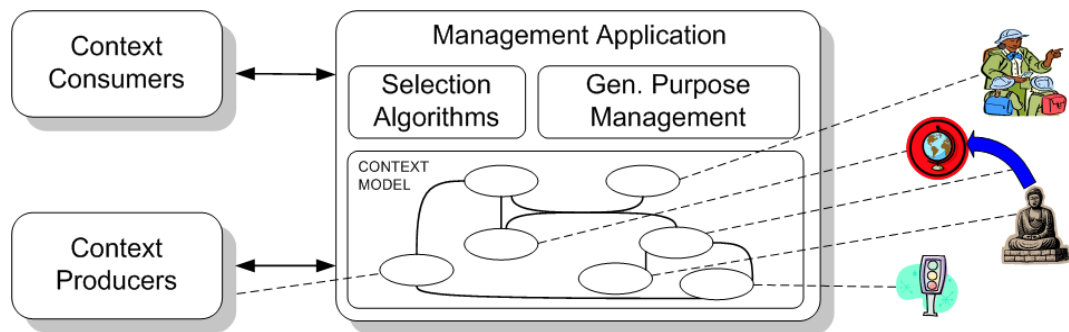 Context
Consumers
Management Application
Selection
Algorithms
Gen. Purpose
Management
CONTEXT
MODEL
Context
Producers